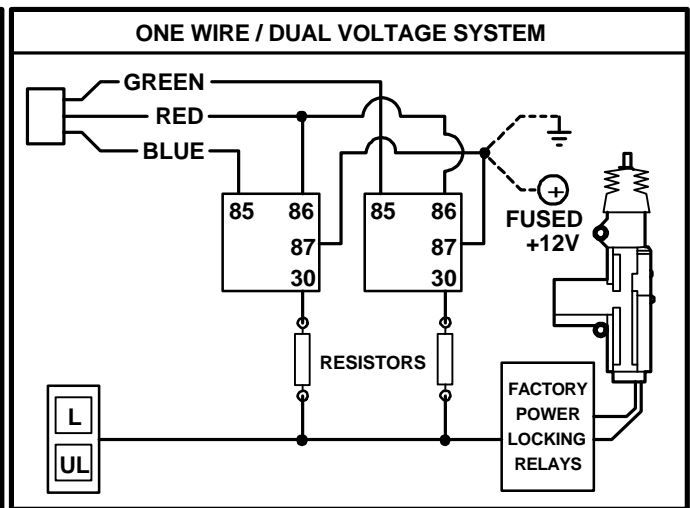 ONE WIRE / DUAL VOLTAGE SYSTEM
GREEN
RED
BLUE
85 86
87
30
85 86
87
30
+
FUSED
+12V
RESISTORS
L
UL
FACTORY
POWER
LOCKING
RELAYS